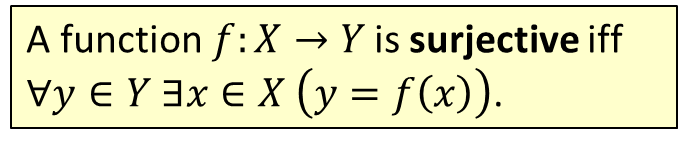 A function 𝑓: 𝑋 → 𝑌 is surjective iff
∀𝑦 ∈ 𝑌 ∃𝑥 ∈ 𝑋 (𝑦 = 𝑓(𝑥)).